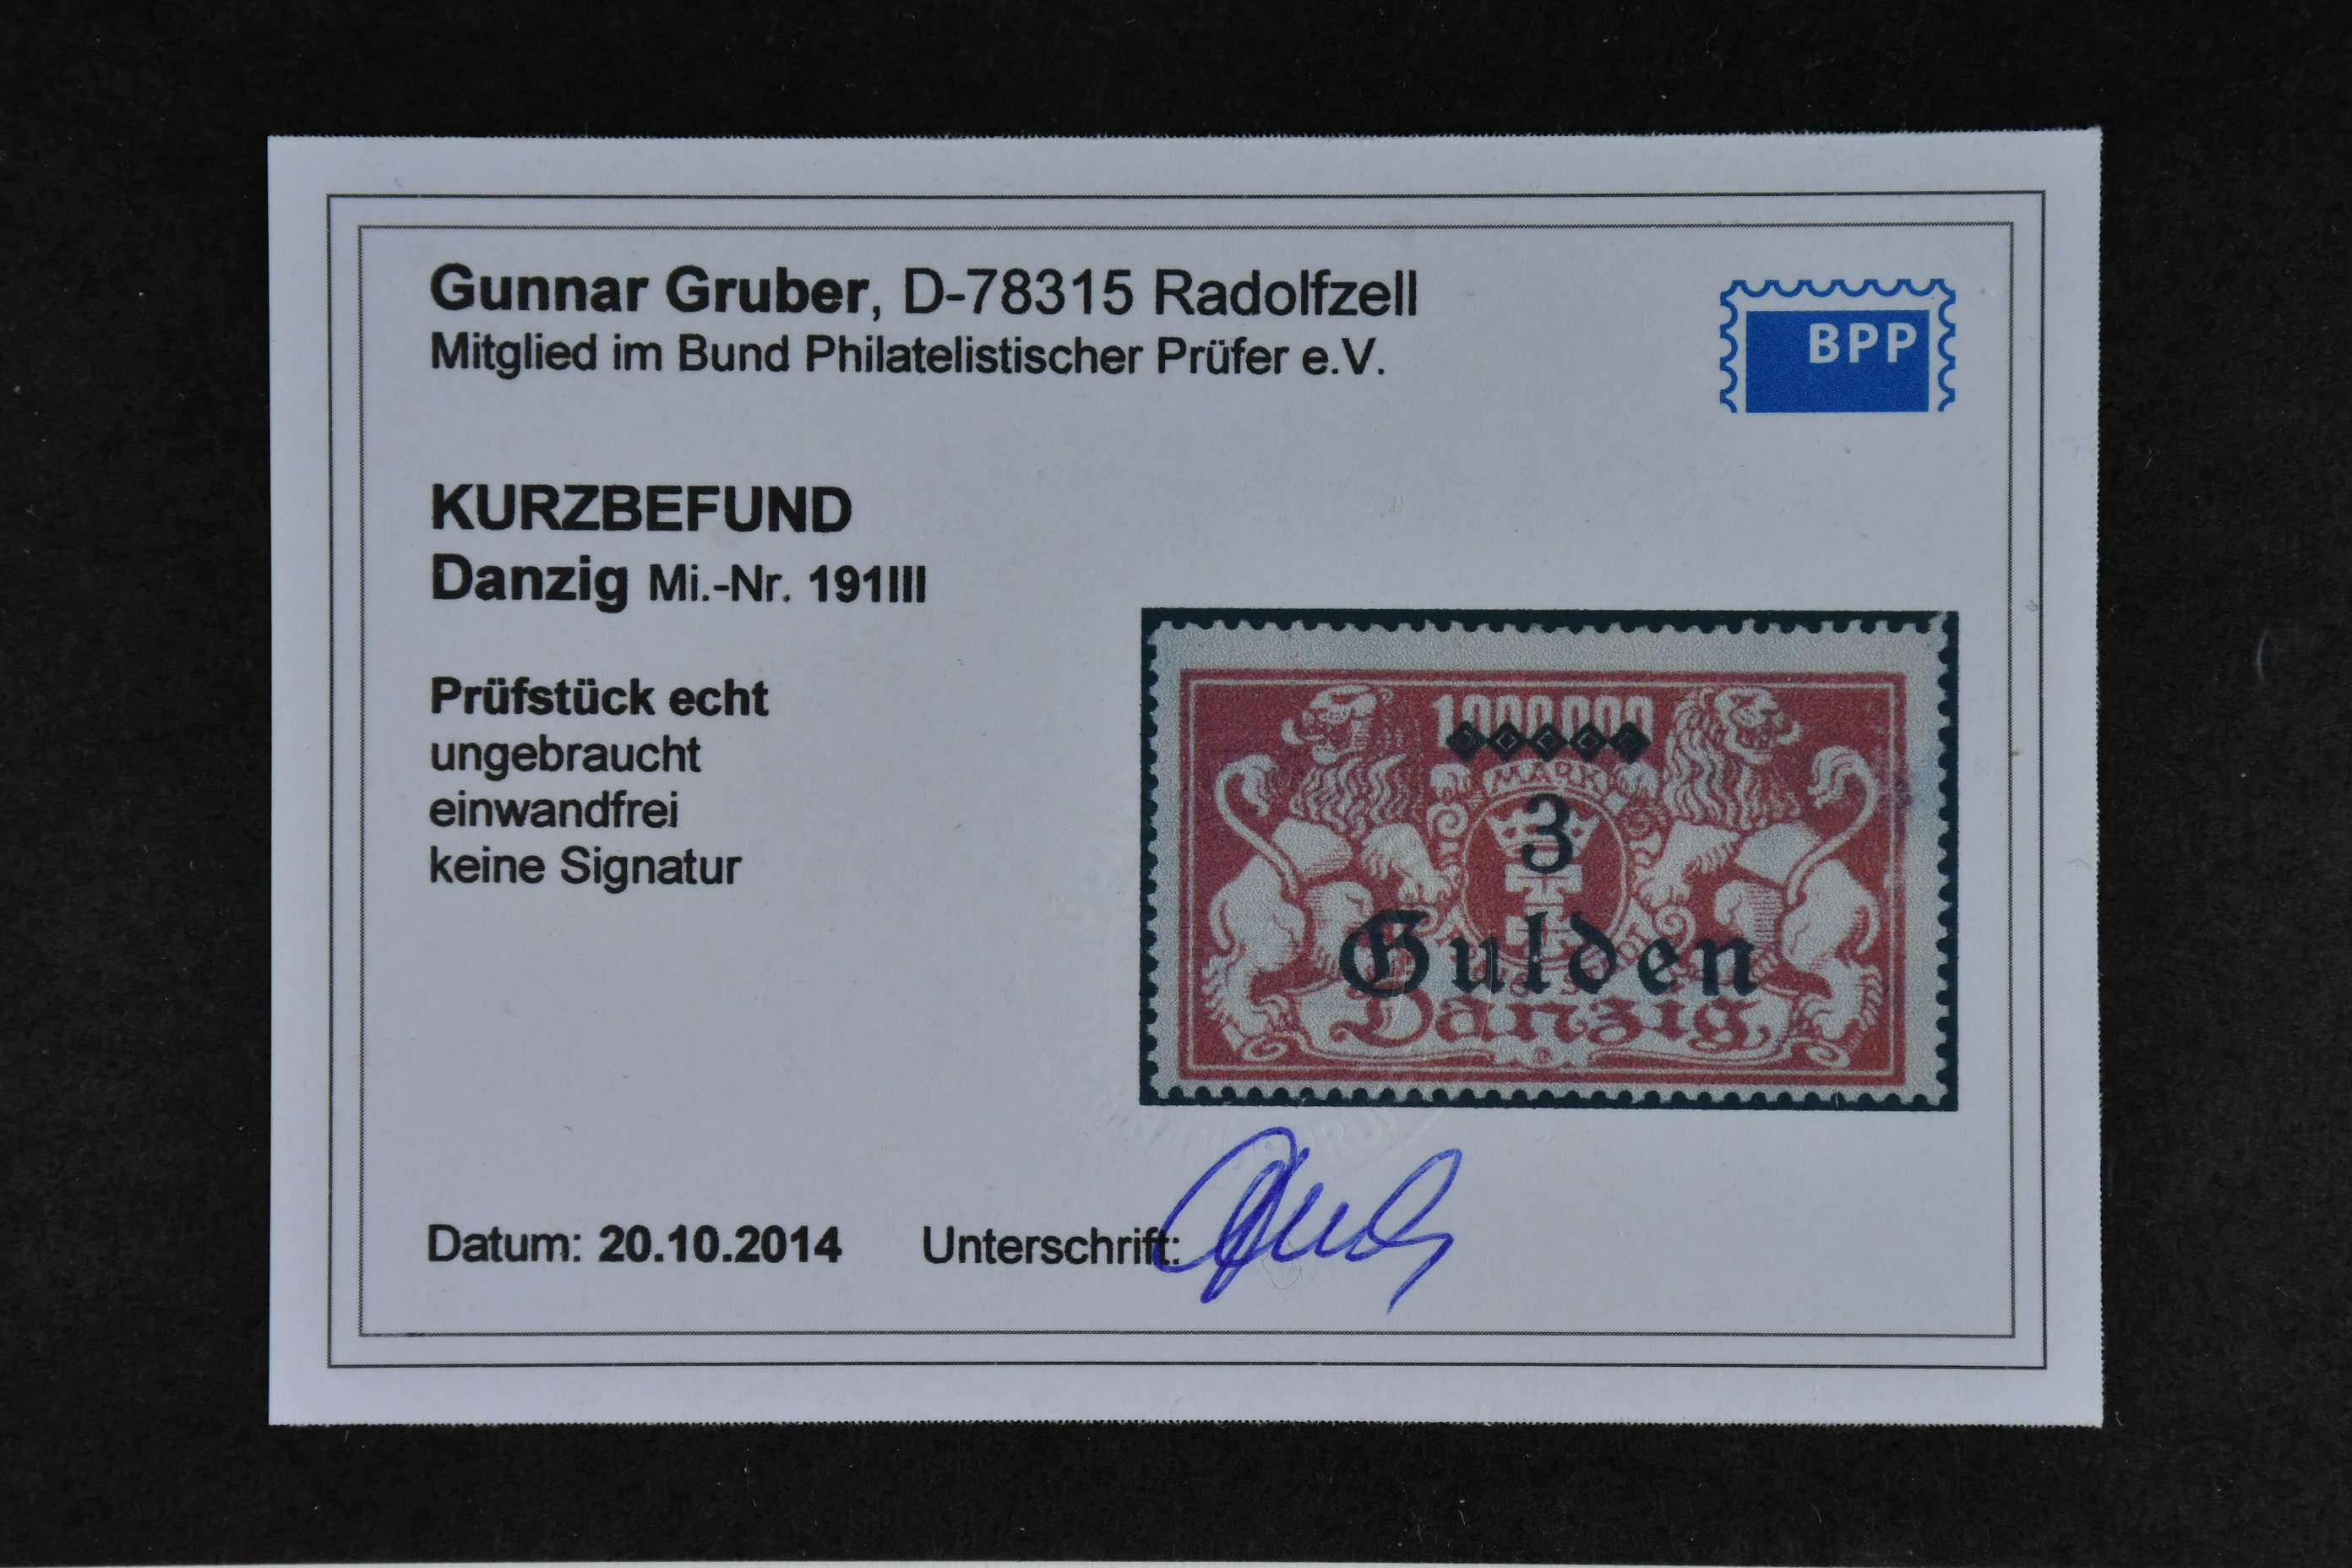 Gunnar Gruber, D-78315 Radolfzell
Mitglied im Bund Philatelistischer Prüfer e.V.
BPP
KURZBEFUND
Danzig Mi.-Nr. 191III
Prüfstück echt
ungebraucht
einwandfrei
keine Signatur
1000000
MARK
3
Gulden
Danzig
Datum: 20.10.2014 Unterschrift: